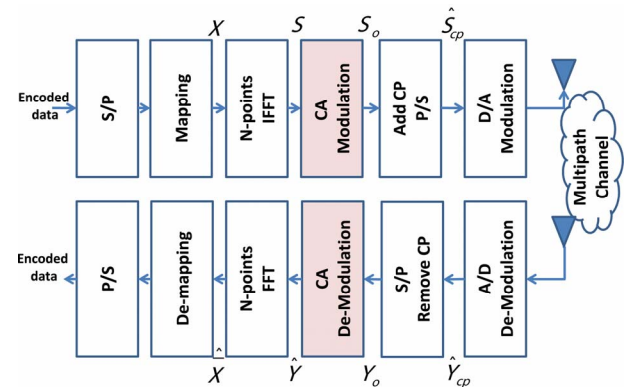 X S S_o Ŝ_cp
Encoded
data
S/P
Mapping
N-points
IFFT
CA
Modulation
Add CP
P/S
D/A
Modulation
Multipath
Channel
Encoded
data
P/S
De-mapping
N-points
FFT
CA
De-Modulation
S/P
Remove CP
A/D
De-Modulation
X̂ Ŷ Y_o Ŷ_cp